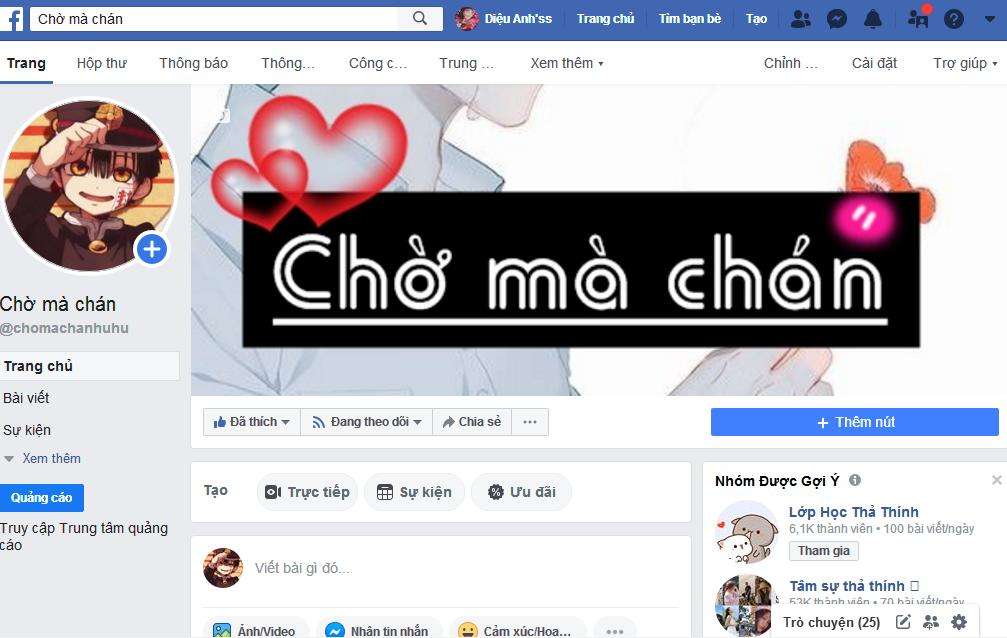 Chờ mà chán
Diệu Anh'ss Trang chủ Tìm bạn bè Tạo
Trang Hộp thư Thông báo Thông... Công c... Trung ... Xem thêm Chỉnh ... Cài đặt Trợ giúp
Chờ mà chán
Chờ mà chán
@chomachanhuhu
Trang chủ
Bài viết
Sự kiện
Xem thêm
Quảng cáo
Truy cập Trung tâm quảng
cáo
Đã thích Đang theo dõi Chia sẻ ...
+ Thêm nút
Tạo Trực tiếp Sự kiện Ưu đãi
Viết bài gì đó...
Ảnh/Video Nhắn tin nhắn Cảm xúc/Hoạ...
Nhóm Được Gợi Ý
Lớp Học Thả Thính
6,1K thành viên • 100 bài viết/ngày
Tham gia
Tâm sự thả thính
53K thành viên • 70 bài viết/ngày
Trò chuyện (25)